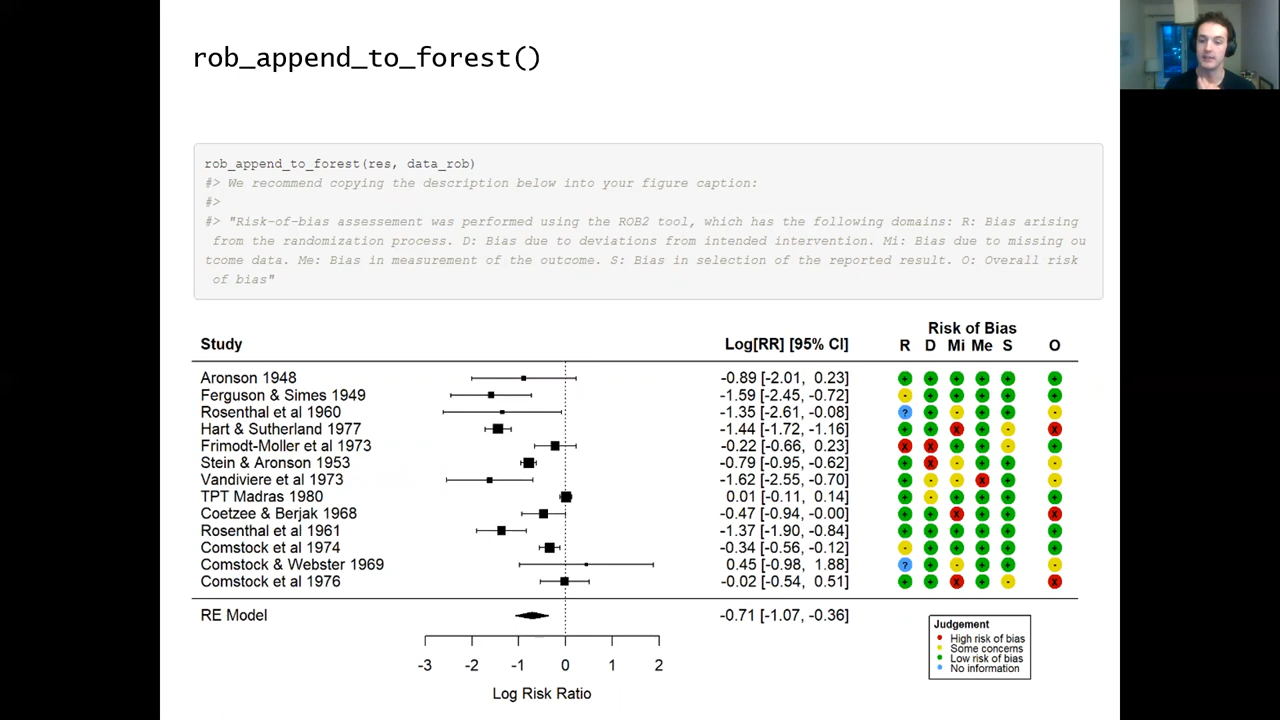 rob_append_to_forest()
rob_append_to_forest(res, data_rob)
#> We recommend copying the description below into your figure caption:
#>
#> "Risk-of-bias assessement was performed using the ROB2 tool, which has the following domains: R: Bias arising
from the randomization process. D: Bias due to deviations from intended intervention. Mi: Bias due to missing ou
tcome data. Me: Bias in measurement of the outcome. S: Bias in selection of the reported result. O: Overall risk
of bias"
Risk of Bias
Study Log[RR] [95% CI] R D Mi Me S O
Aronson 1948 -0.89 [-2.01, 0.23] + + + + + +
Ferguson & Simes 1949 -1.59 [-2.45, -0.72] - + + + + +
Rosenthal et al 1960 -1.35 [-2.61, -0.08] ? + - + + -
Hart & Sutherland 1977 -1.44 [-1.72, -1.16] + + X + - X
Frimodt-Moller et al 1973 -0.22 [-0.66, 0.23] X X + + - +
Stein & Aronson 1953 -0.79 [-0.95, -0.62] + X - + + -
Vandiviere et al 1973 -1.62 [-2.55, -0.70] + + - X - -
TPT Madras 1980 0.01 [-0.11, 0.14] + - + + + +
Coetzee & Berjak 1968 -0.47 [-0.94, -0.00] + + X + + X
Rosenthal et al 1961 -1.37 [-1.90, -0.84] + + + + + +
Comstock et al 1974 -0.34 [-0.56, -0.12] - + + + + +
Comstock & Webster 1969 0.45 [-0.98, 1.88] ? + - + + -
Comstock et al 1976 -0.02 [-0.54, 0.51] + + X + - X
RE Model -0.71 [-1.07, -0.36]
-3 -2 -1 0 1 2
Log Risk Ratio
Judgement
High risk of bias
Some concerns
Low risk of bias
No information